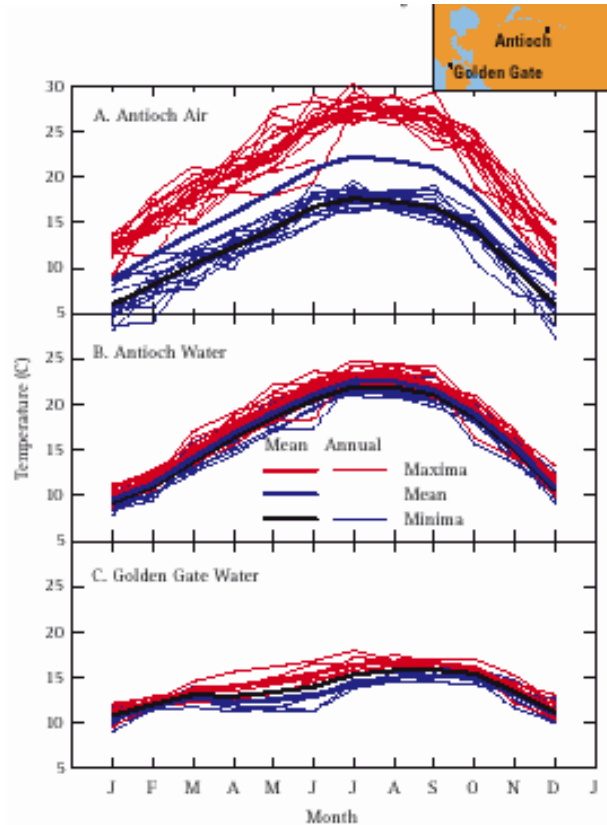 Antioch
Golden Gate
30
A. Antioch Air
25
20
15
10
5
B. Antioch Water
25
20
15
10
5
Mean Annual
Maxima
Mean
Minima
C. Golden Gate Water
25
20
15
10
5
J F M A M J J A S O N D J
Month
Temperature (C)